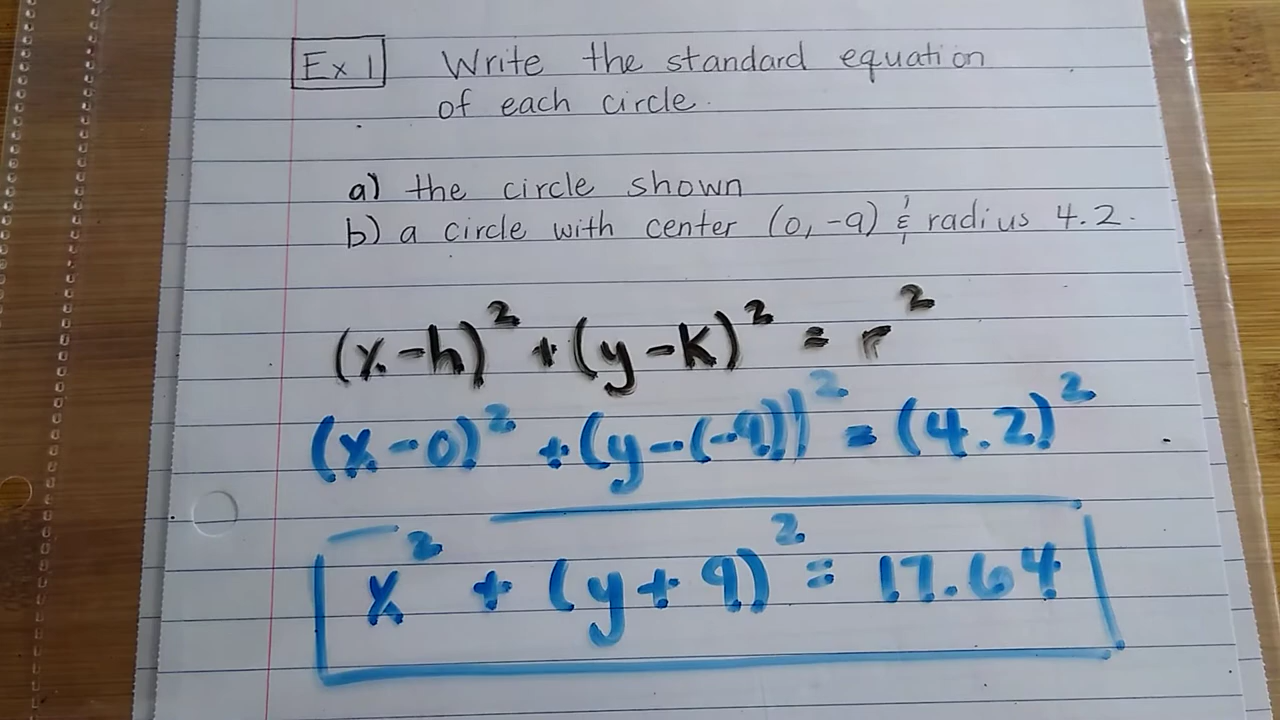 Ex 1 Write the standard equation
of each circle.
a) the circle shown
b) a circle with center (0, -9) & radius 4.2.
(x-h)² + (y-k)² = r²
(x-0)² + (y-(-9))² = (4.2)²
x² + (y+9)² = 17.64